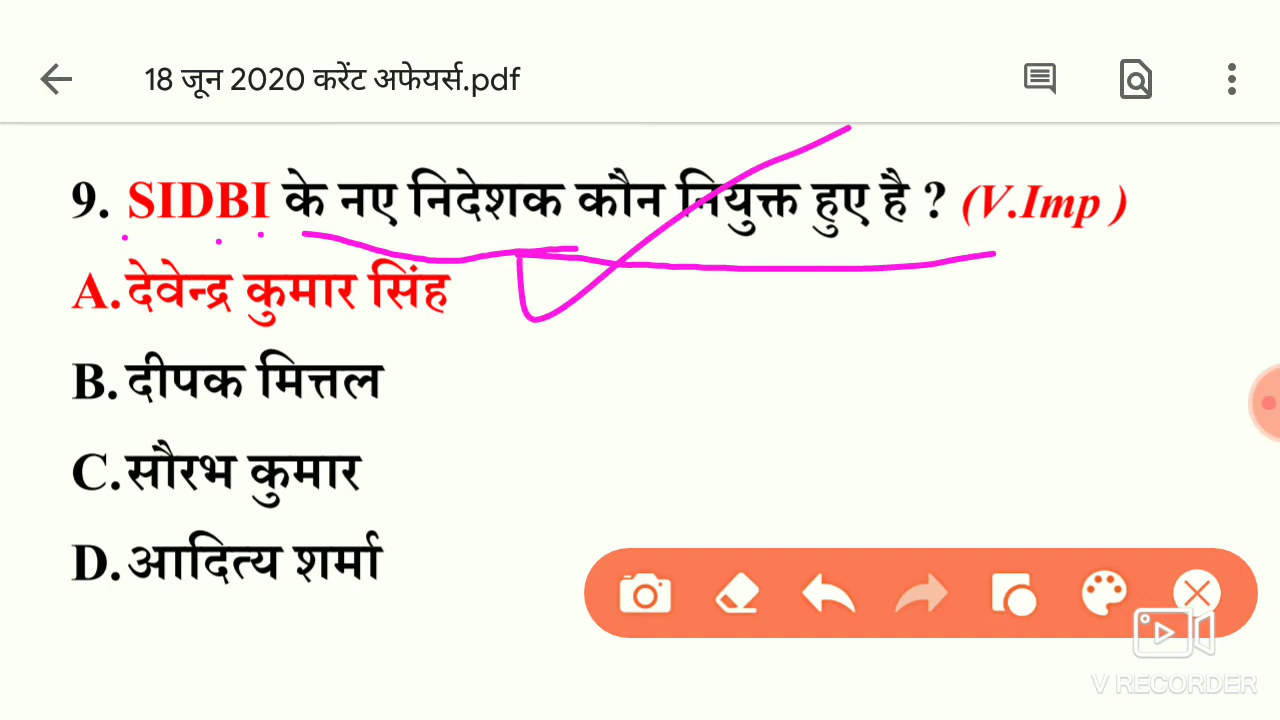 18 जून 2020 करेंट अफेयर्स.pdf
9. SIDBI के नए निदेशक कौन नियुक्त हुए है ? (V.Imp )
A.देवेन्द्र कुमार सिंह
B.दीपक मित्तल
C.सौरभ कुमार
D.आदित्य शर्मा
V RECORDER